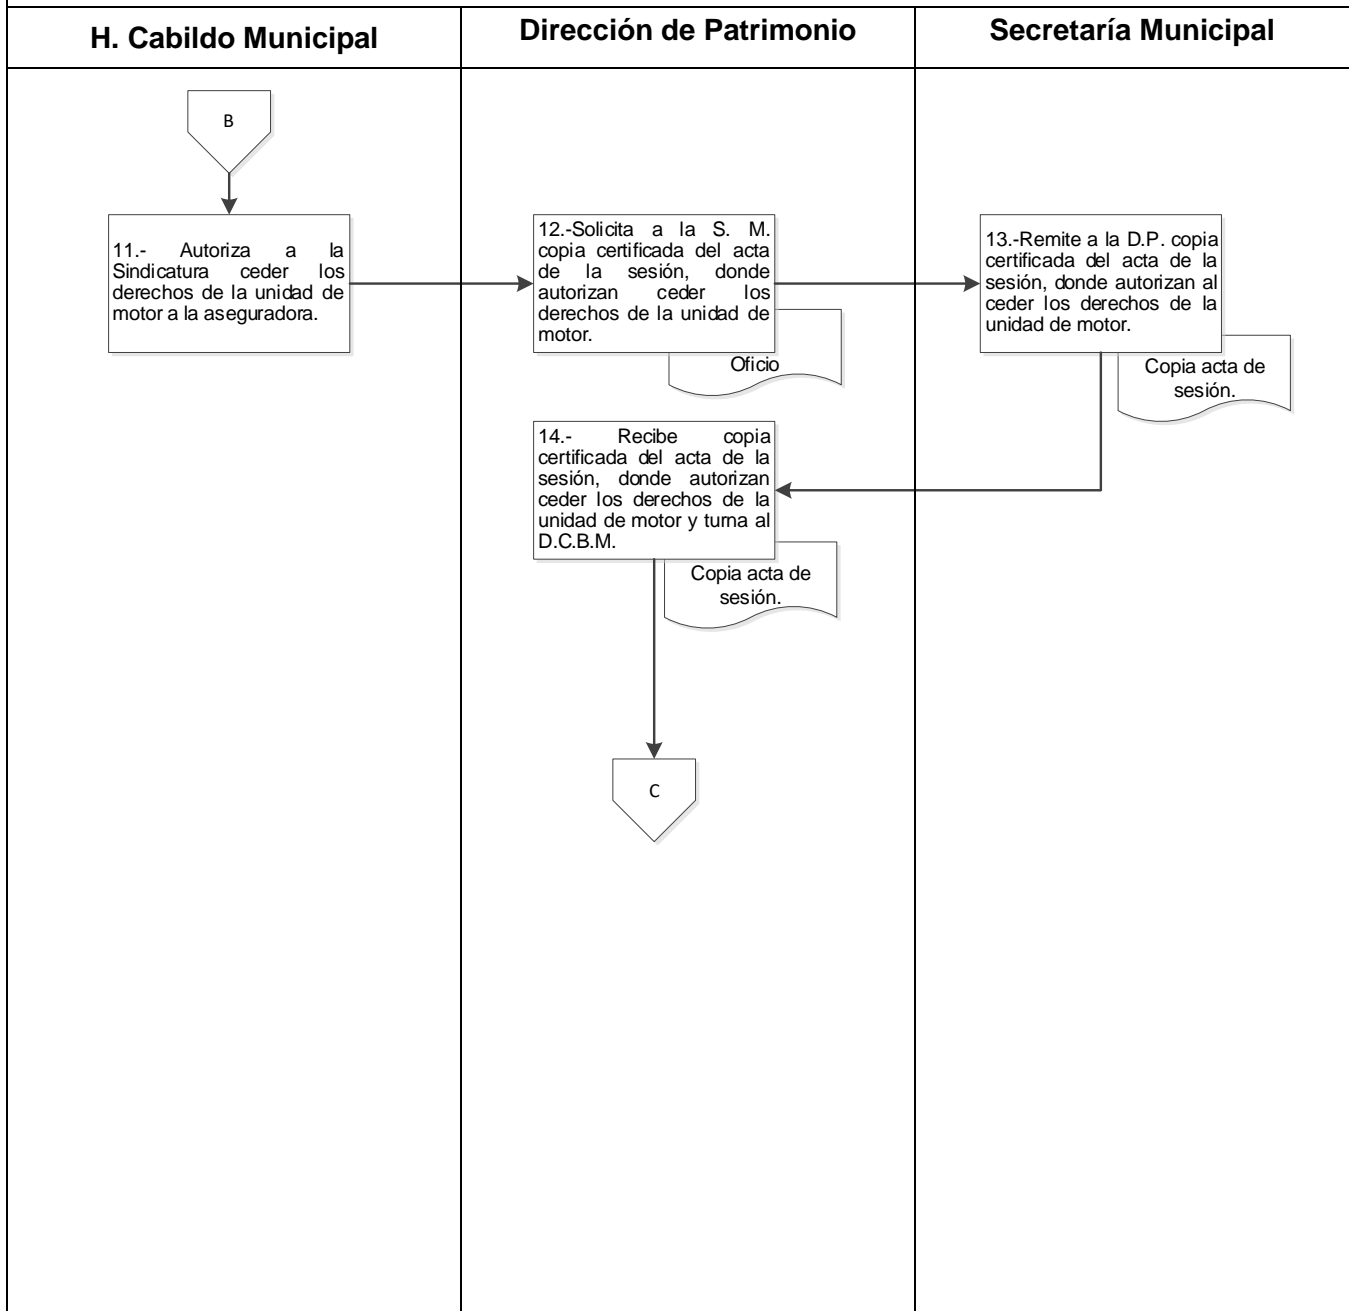 H. Cabildo Municipal
Dirección de Patrimonio
Secretaría Municipal
B
11.- Autoriza a la
Sindicatura ceder los
derechos de la unidad de
motor a la aseguradora.
12.-Solicita a la S. M.
copia certificada del acta
de la sesión, donde
autorizan ceder los
derechos de la unidad de
motor.
Oficio
13.-Remite a la D.P. copia
certificada del acta de la
sesión, donde autorizan al
ceder los derechos de la
unidad de motor.
Copia acta de
sesión.
14.- Recibe copia
certificada del acta de la
sesión, donde autorizan
ceder los derechos de la
unidad de motor y turna al
D.C.B.M.
Copia acta de
sesión.
C